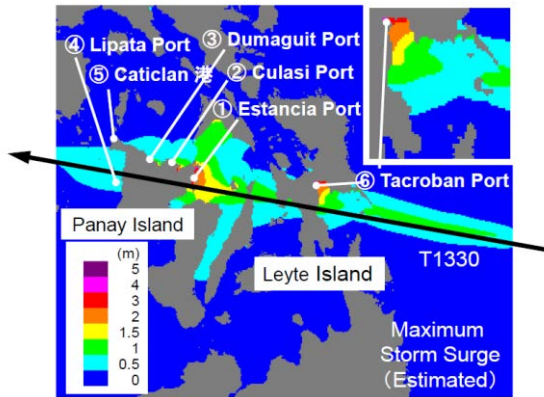 ④ Lipata Port
③ Dumaguit Port
⑤ Caticlan 港
② Culasi Port
① Estancia Port
⑥ Tacroban Port
Panay Island
Leyte Island
T1330
(m)
5
4
3
2
1.5
1
0.5
0
Maximum
Storm Surge
（Estimated）